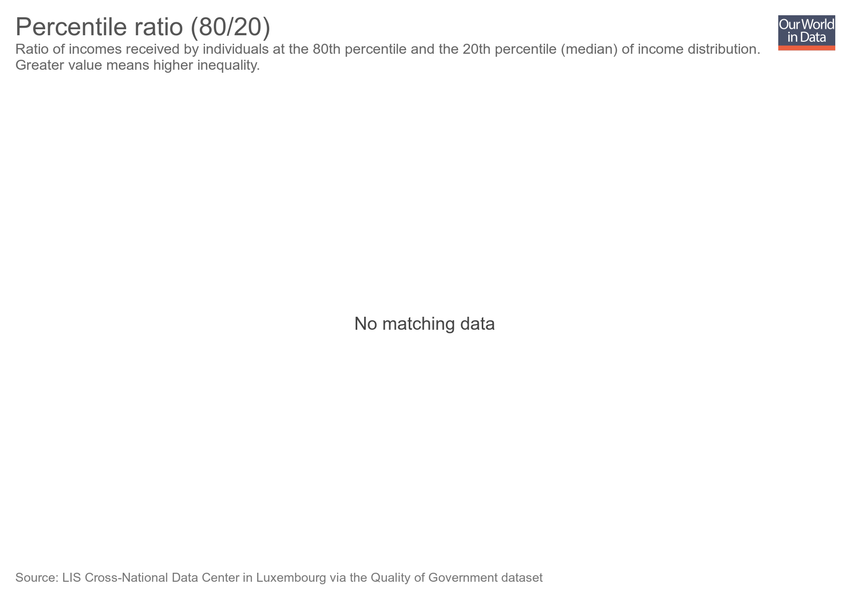 Percentile ratio (80/20)
Ratio of incomes received by individuals at the 80th percentile and the 20th percentile (median) of income distribution.
Greater value means higher inequality.
Our World
in Data
No matching data
Source: LIS Cross-National Data Center in Luxembourg via the Quality of Government dataset